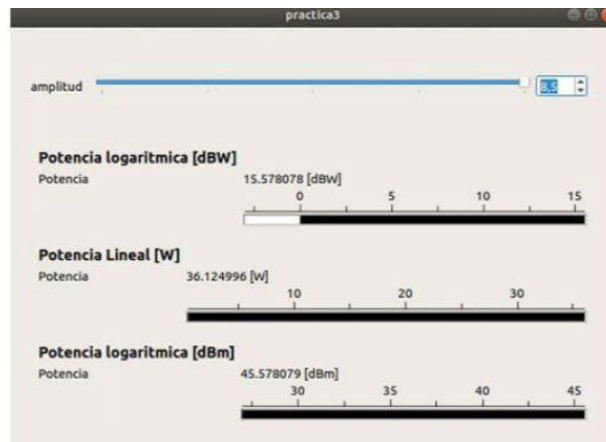 practica3
amplitud 8,5
Potencia logaritmica [dBW]
Potencia 15.578078 [dBW]
0 5 10 15
Potencia Lineal [W]
Potencia 36.124996 [W]
10 20 30
Potencia logaritmica [dBm]
Potencia 45.578079 [dBm]
30 35 40 45